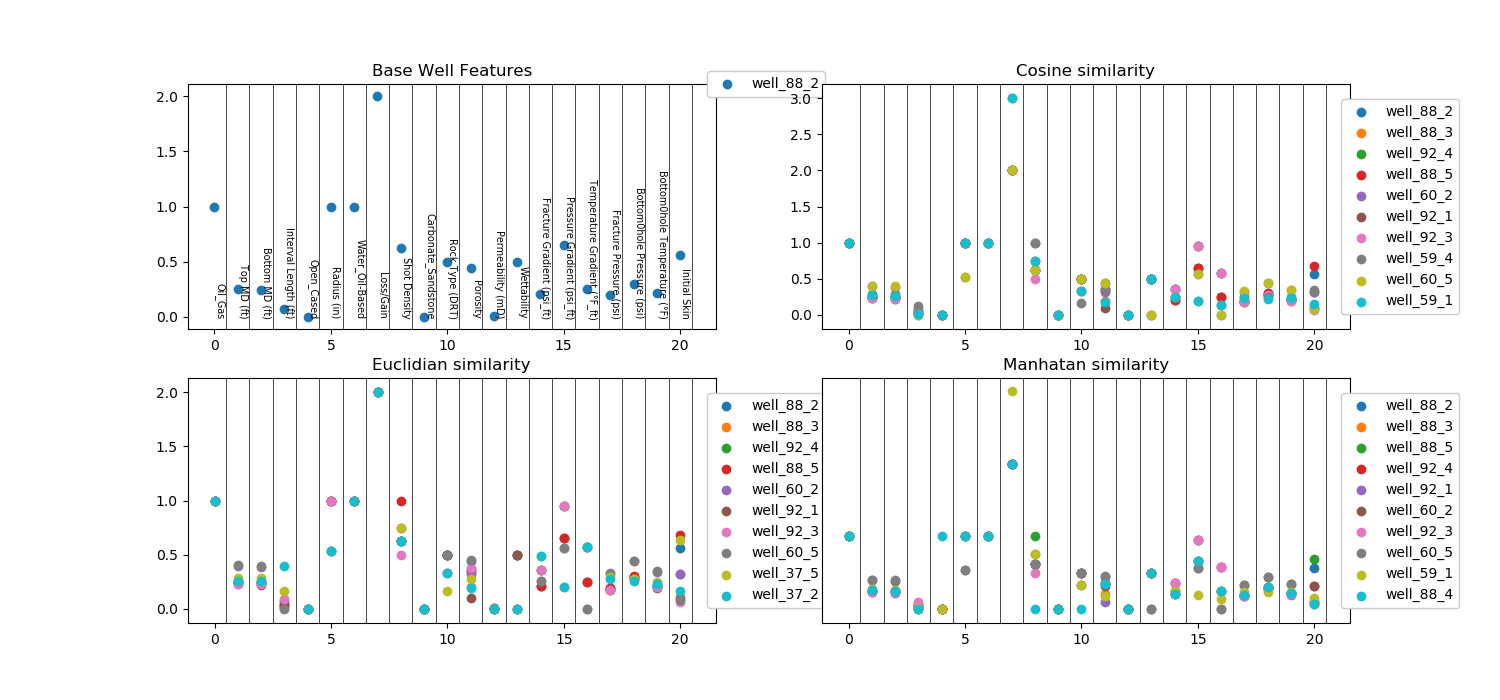 Base Well Features
2.0
1.5
1.0
0.5
0.0
0
5
10
15
20
Oil_Gas
Top MD (ft)
Bottom MD (ft)
Interval Length (ft)
Open_Cased
Radius (in)
Water_Oil-Based
Loss/Gain
Shot Density
Carbonate_Sandstone
Rock Type (DRT)
Porosity
Permeability (mD)
Wettability
Fracture Gradient (psi_ft)
Pressure Gradient (psi_ft)
Temperature Gradient (°F_ft)
Fracture Pressure (psi)
Bottom0hole Pressure (psi)
Bottom0hole Temperature (°F)
Initial Skin
well_88_2
Cosine similarity
3.0
2.5
2.0
1.5
1.0
0.5
0.0
0
5
10
15
20
well_88_2
well_88_3
well_92_4
well_88_5
well_60_2
well_92_1
well_92_3
well_59_4
well_60_5
well_59_1
Euclidian similarity
2.0
1.5
1.0
0.5
0.0
0
5
10
15
20
well_88_2
well_88_3
well_92_4
well_88_5
well_60_2
well_92_1
well_92_3
well_60_5
well_37_5
well_37_2
Manhatan similarity
0
5
10
15
20
well_88_2
well_88_3
well_88_5
well_92_4
well_92_1
well_60_2
well_92_3
well_60_5
well_59_1
well_88_4